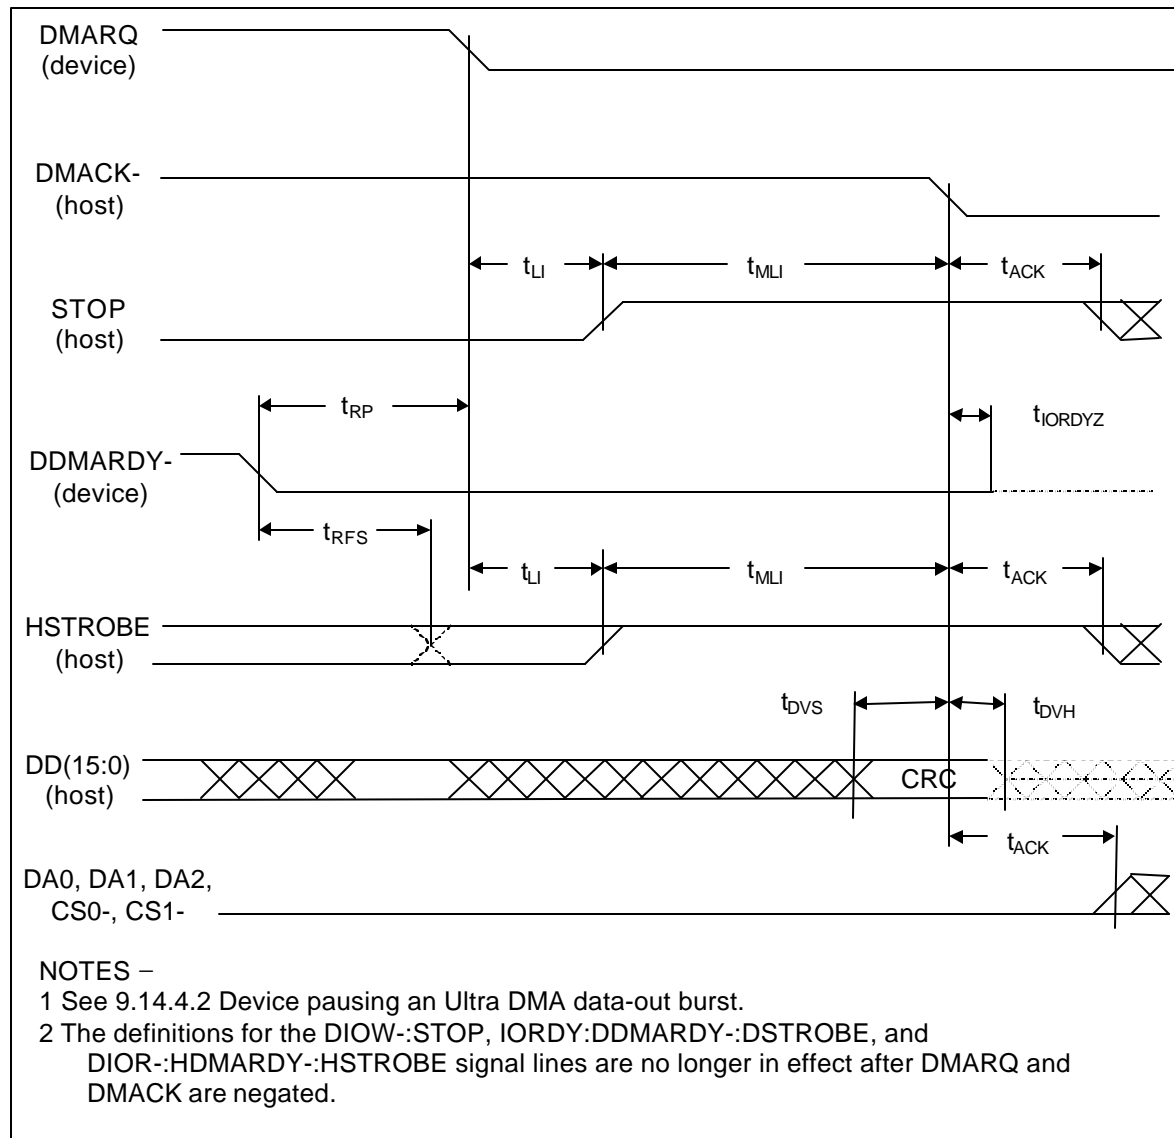 DMARQ
(device)
DMACK-
(host)
tLI
tMLI
tACK
STOP
(host)
tRP
tIORDYZ
DDMARDY-
(device)
tRFS
tLI
tMLI
tACK
HSTROBE
(host)
tDVS
tDVH
DD(15:0)
(host)
CRC
tACK
DA0, DA1, DA2,
CS0-, CS1-
NOTES –
1 See 9.14.4.2 Device pausing an Ultra DMA data-out burst.
2 The definitions for the DIOW-:STOP, IORDY:DDMARDY-:DSTROBE, and
DIOR-:HDMARDY-:HSTROBE signal lines are no longer in effect after DMARQ and
DMACK are negated.